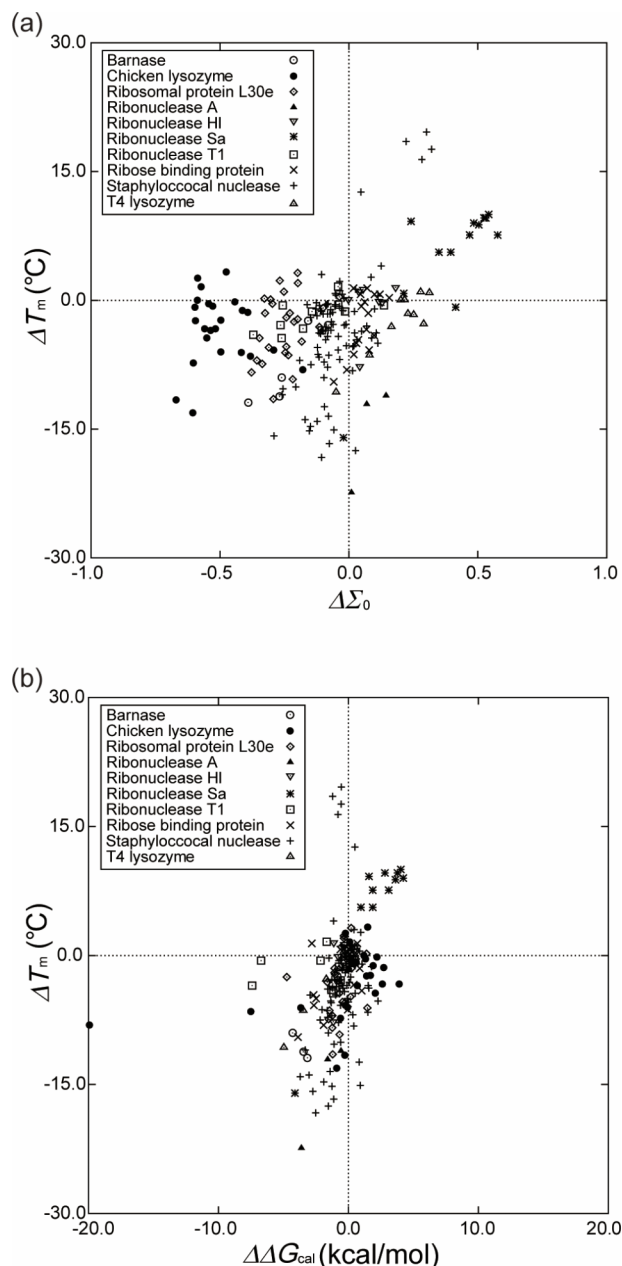 (a)
30.0
15.0
0.0
-15.0
-30.0
ΔTm (°C)
Barnase
Chicken lysozyme
Ribosomal protein L30e
Ribonuclease A
Ribonuclease HI
Ribonuclease Sa
Ribonuclease T1
Ribose binding protein
Staphyloccocal nuclease
T4 lysozyme
-1.0 -0.5 0.0 0.5 1.0
ΔΣ0
(b)
30.0
15.0
0.0
-15.0
-30.0
ΔTm (°C)
Barnase
Chicken lysozyme
Ribosomal protein L30e
Ribonuclease A
Ribonuclease HI
Ribonuclease Sa
Ribonuclease T1
Ribose binding protein
Staphyloccocal nuclease
T4 lysozyme
-20.0 -10.0 0.0 10.0 20.0
ΔΔGcal (kcal/mol)